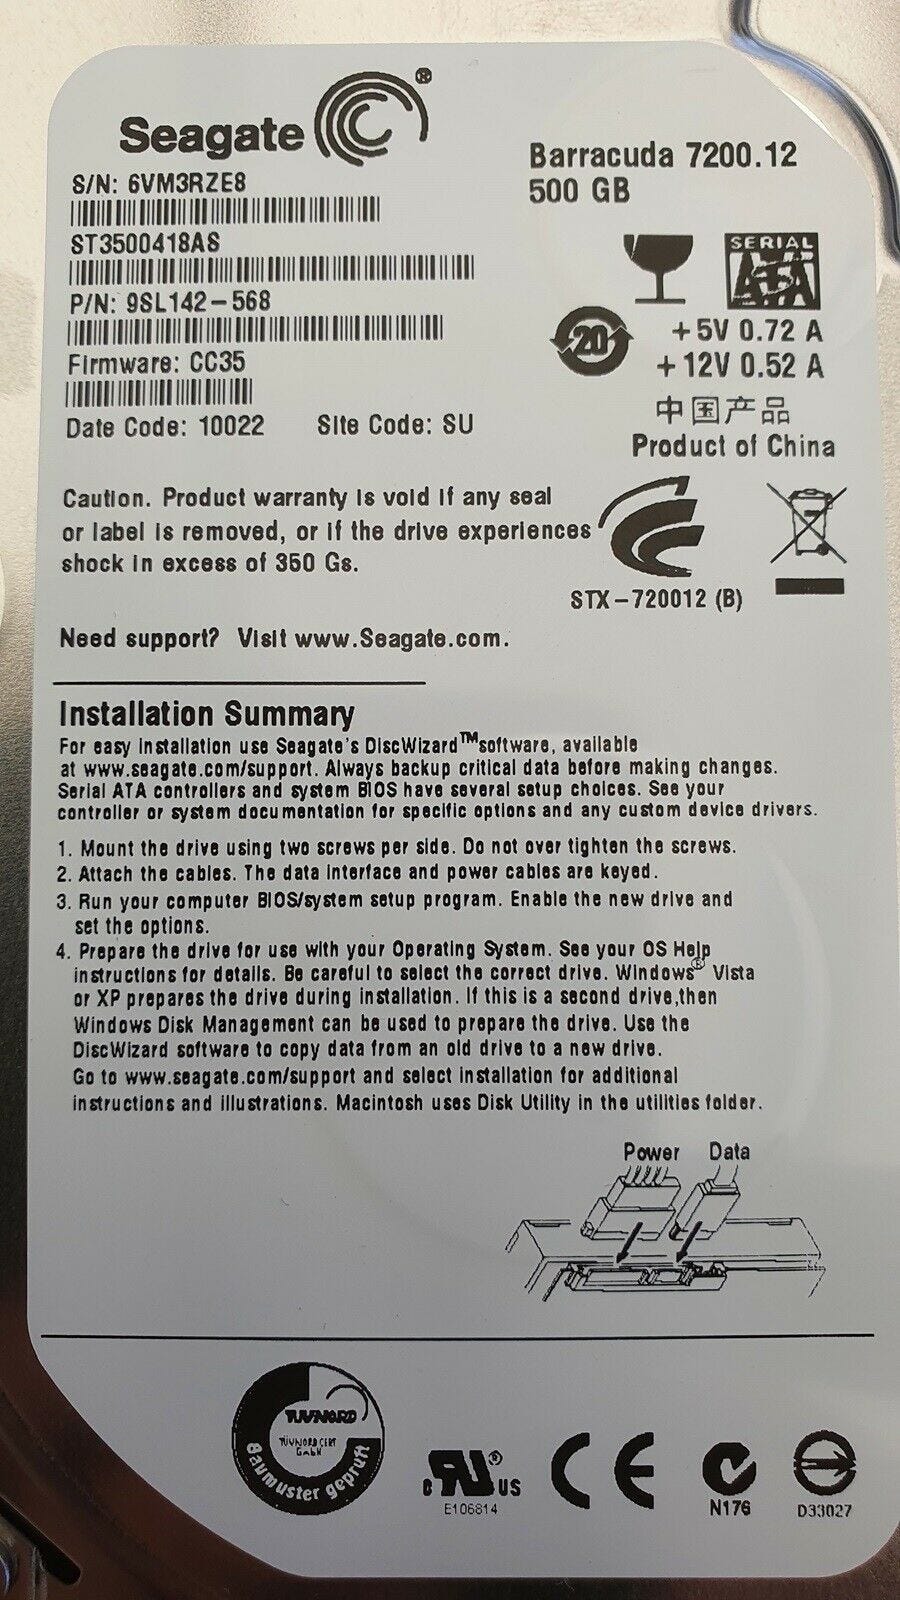 Seagate ®
S/N: 6VM3RZE8
ST3500418AS
P/N: 9SL142-568
Firmware: CC35
Date Code: 10022 Site Code: SU
Barracuda 7200.12
500 GB
SERIAL
ATA
20
+5V 0.72 A
+12V 0.52 A
中国产品
Product of China
Caution. Product warranty is void if any seal
or label is removed, or if the drive experiences
shock in excess of 350 Gs.
STX-720012 (B)
Need support? Visit www.Seagate.com.
Installation Summary
For easy installation use Seagate's DiscWizard™software, available
at www.seagate.com/support. Always backup critical data before making changes.
Serial ATA controllers and system BIOS have several setup choices. See your
controller or system documentation for specific options and any custom device drivers.
1. Mount the drive using two screws per side. Do not over tighten the screws.
2. Attach the cables. The data interface and power cables are keyed.
3. Run your computer BIOS/system setup program. Enable the new drive and
set the options.
4. Prepare the drive for use with your Operating System. See your OS Help
instructions for details. Be careful to select the correct drive. Windows® Vista
or XP prepares the drive during installation. If this is a second drive,then
Windows Disk Management can be used to prepare the drive. Use the
DiscWizard software to copy data from an old drive to a new drive.
Go to www.seagate.com/support and select installation for additional
instructions and illustrations. Macintosh uses Disk Utility in the utilities folder.
Power Data
TÜVNORD
TÜVNORD CERT
GmbH
Baumuster geprüft
c RU ® US
E106814
CE
N176
D33027